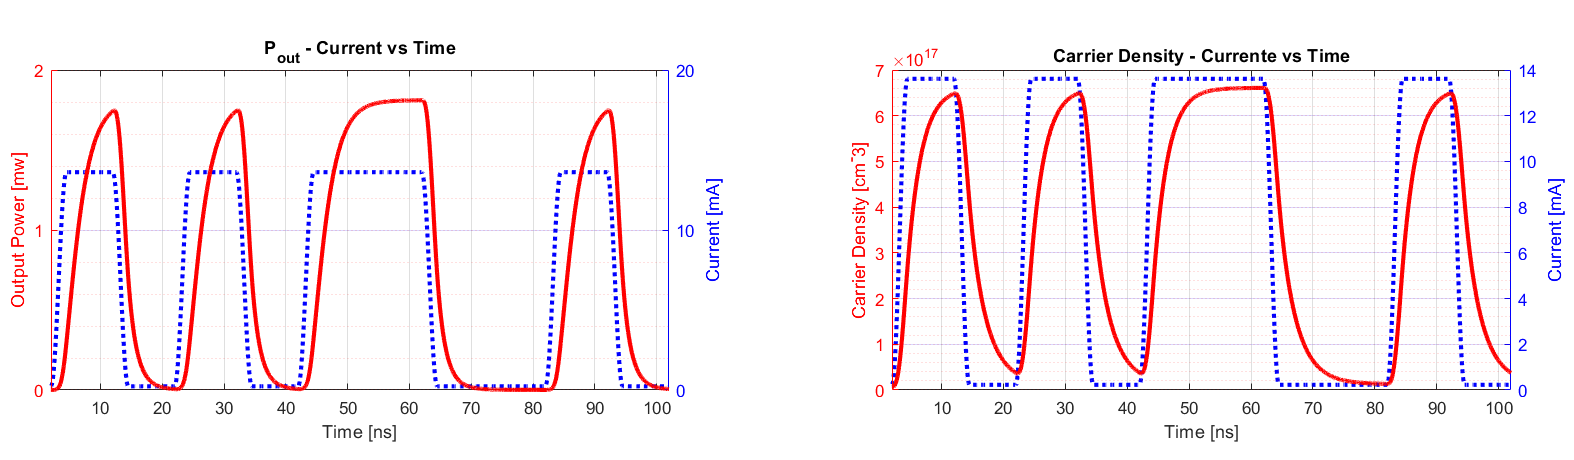 P_out - Current vs Time
2
1
0
Output Power [mw]
20
10
0
Current [mA]
10 20 30 40 50 60 70 80 90 100
Time [ns]
Carrier Density - Currente vs Time
×10^17
7
6
5
4
3
2
1
0
Carrier Density [cm^-3]
14
12
10
8
6
4
2
0
Current [mA]
10 20 30 40 50 60 70 80 90 100
Time [ns]